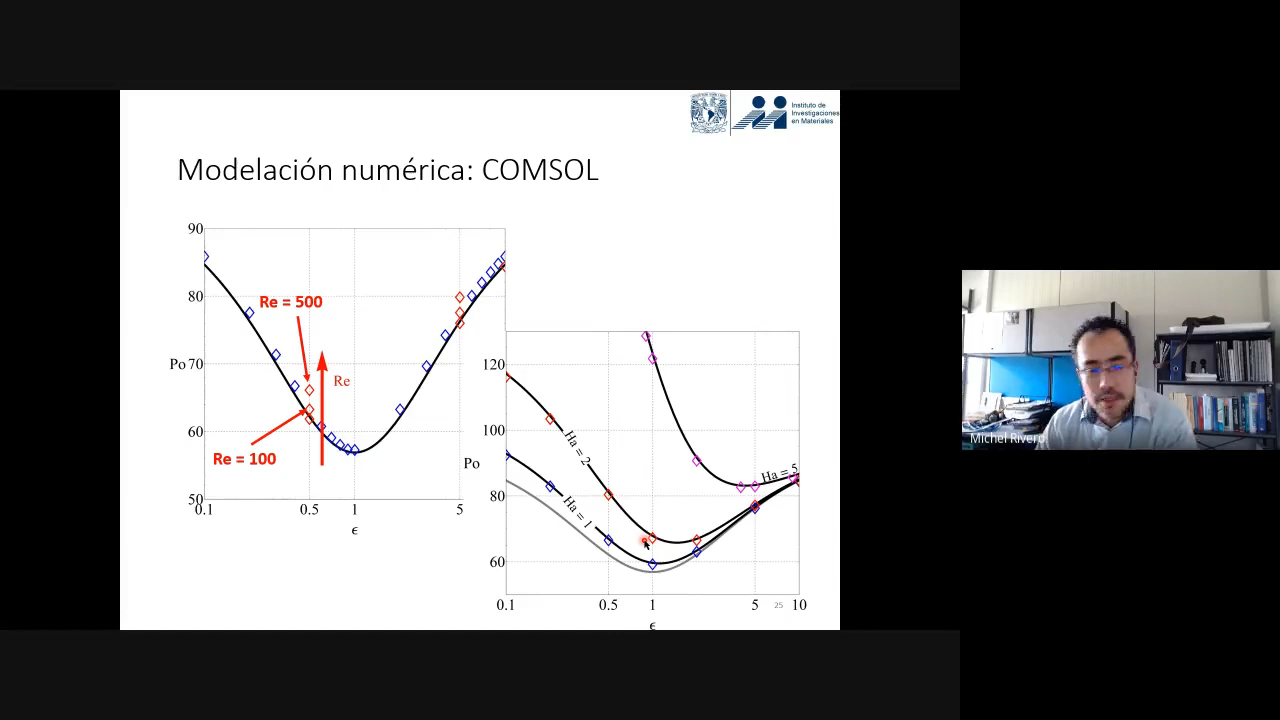 Instituto de
Investigaciones
en Materiales
Modelación numérica: COMSOL
90
80
Po 70
60
50
0.1 0.5 1 5
ϵ
Re = 500
Re
Re = 100
120
100
Po
80
60
0.1 0.5 1 5 10
ϵ
Ha = 2
Ha = 1
Ha = 5
25
Michel Rivero